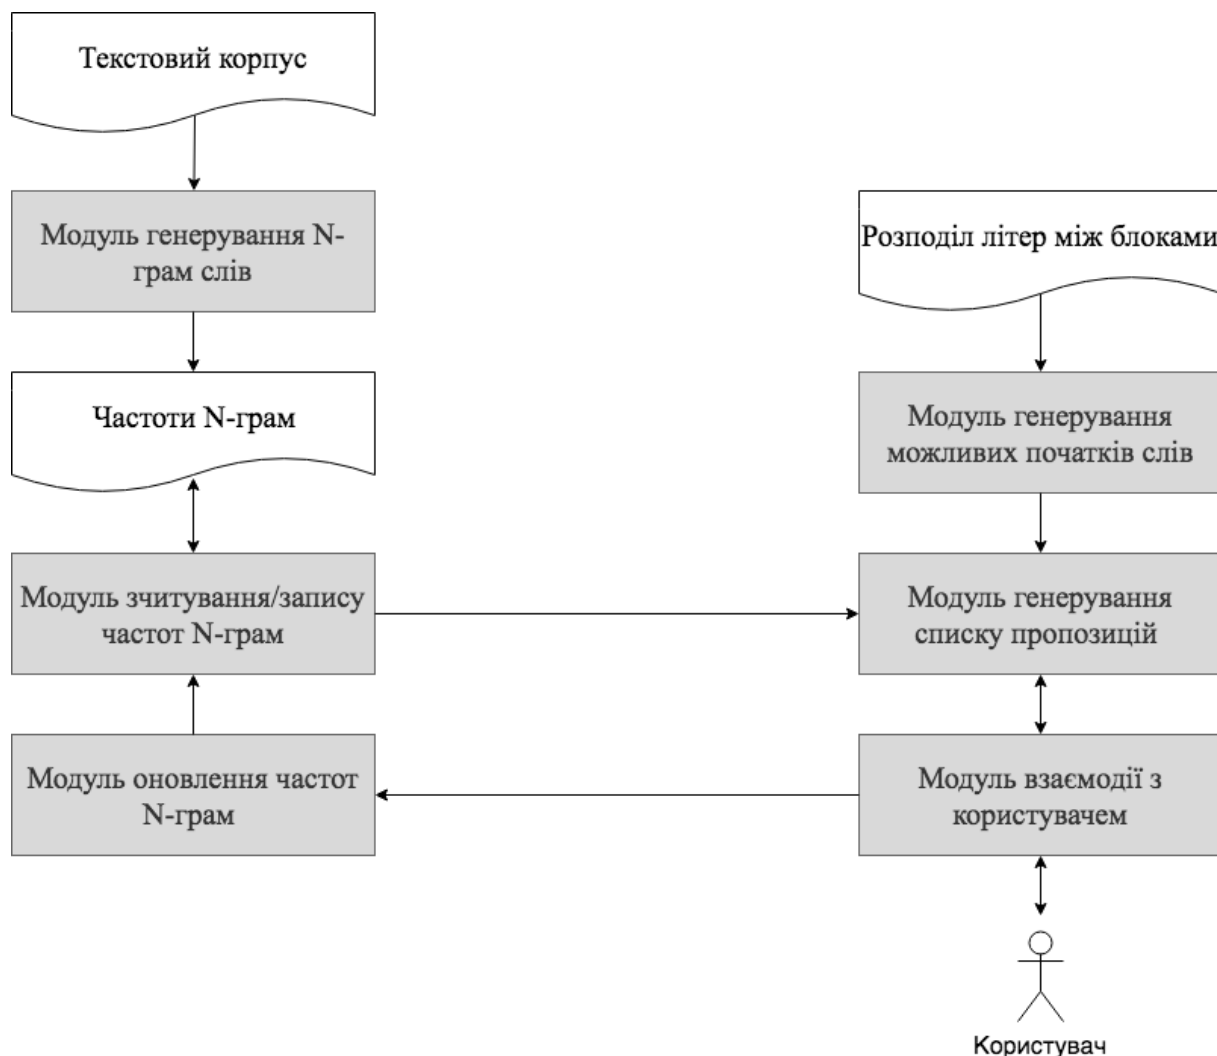 Текстовий корпус
Модуль генерування N-
грам слів
Розподіл літер між блоками
Частоти N-грам
Модуль генерування
можливих початків слів
Модуль зчитування/запису
частот N-грам
Модуль генерування
списку пропозицій
Модуль оновлення частот
N-грам
Модуль взаємодії з
користувачем
Користувач